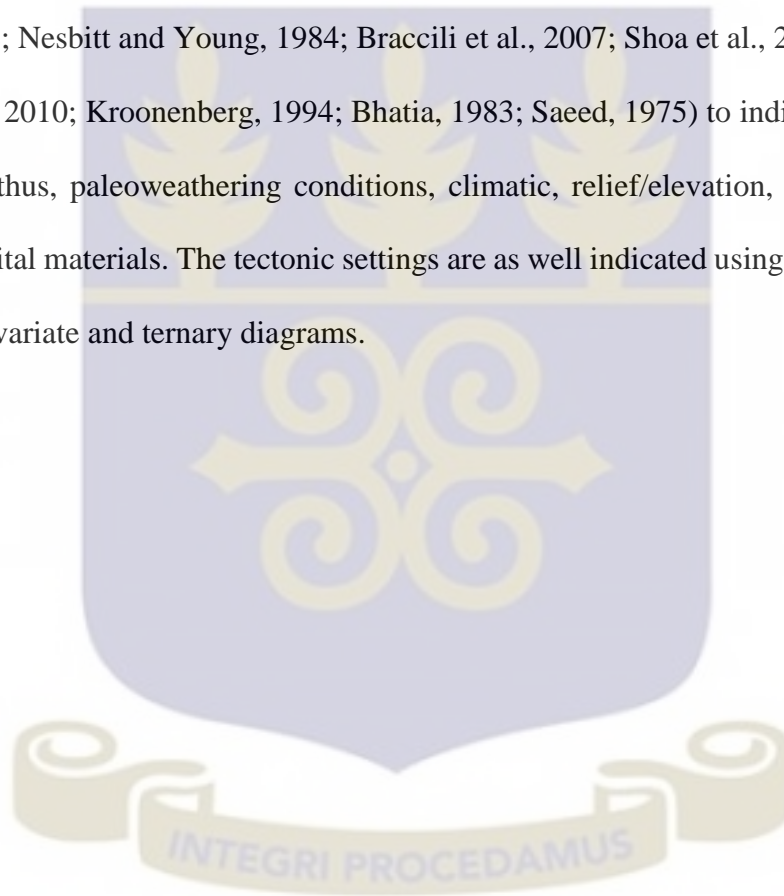 ; Nesbitt and Young, 1984; Braccili et al., 2007; Shoa et al., 2
2010; Kroonenberg, 1994; Bhatia, 1983; Saeed, 1975) to indi
thus, paleoweathering conditions, climatic, relief/elevation,
ital materials. The tectonic settings are as well indicated using
variate and ternary diagrams.
INTEGRI PROCEDAMUS